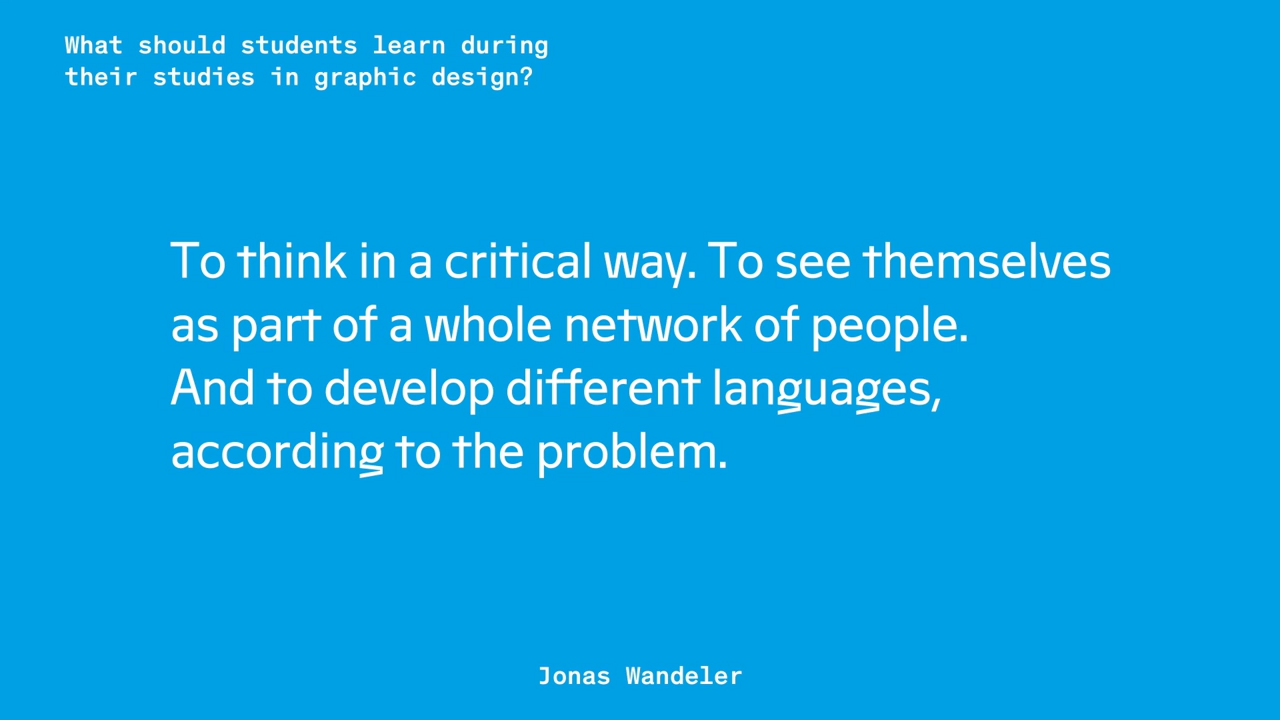 What should students learn during
their studies in graphic design?
To think in a critical way. To see themselves
as part of a whole network of people.
And to develop different languages,
according to the problem.
Jonas Wandeler